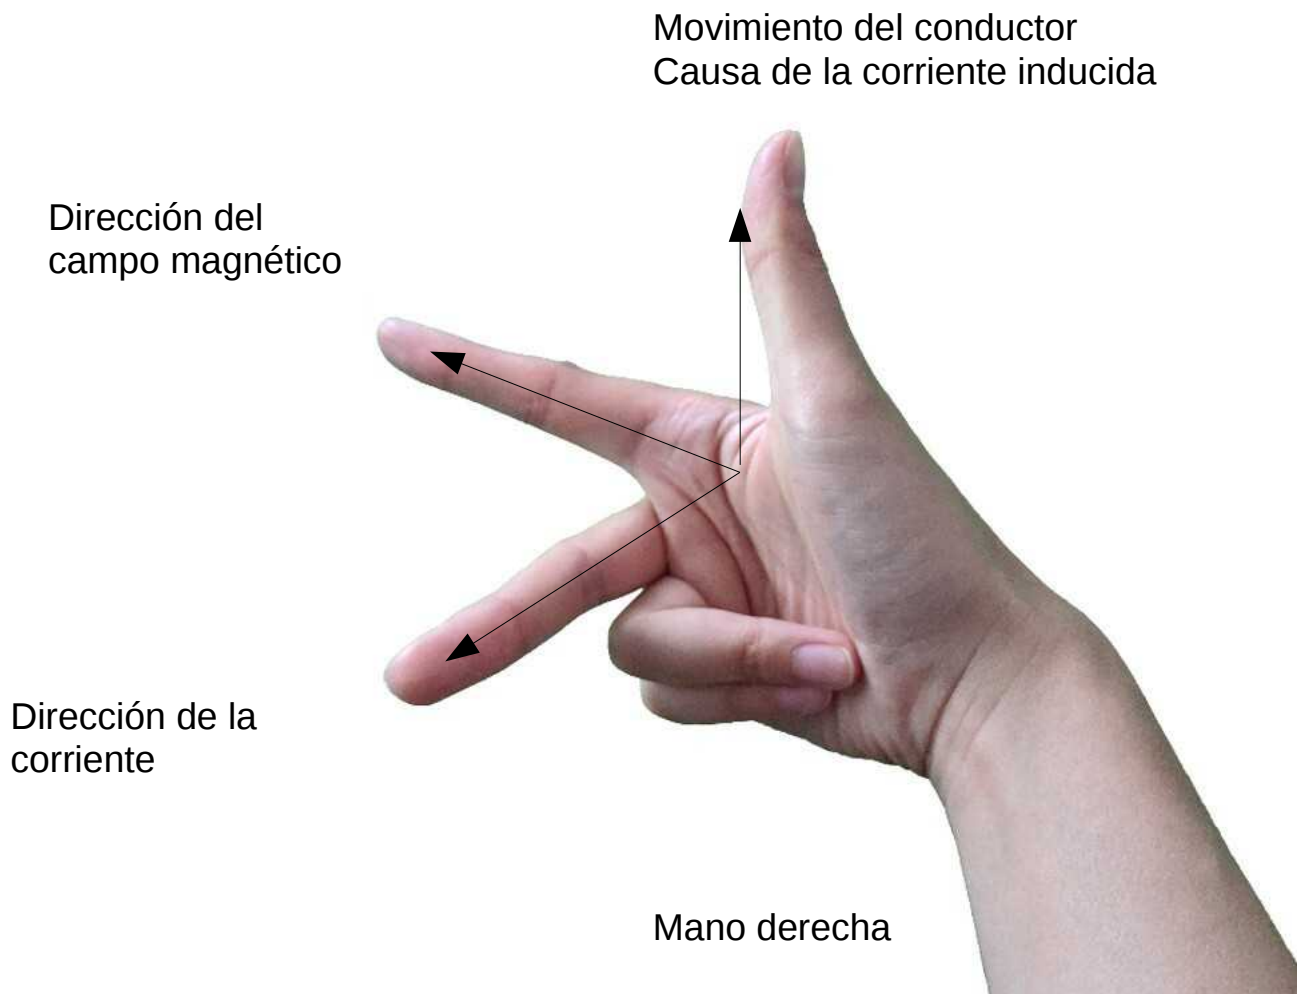 Movimiento del conductor
Causa de la corriente inducida
Dirección del
campo magnético
Dirección de la
corriente
Mano derecha